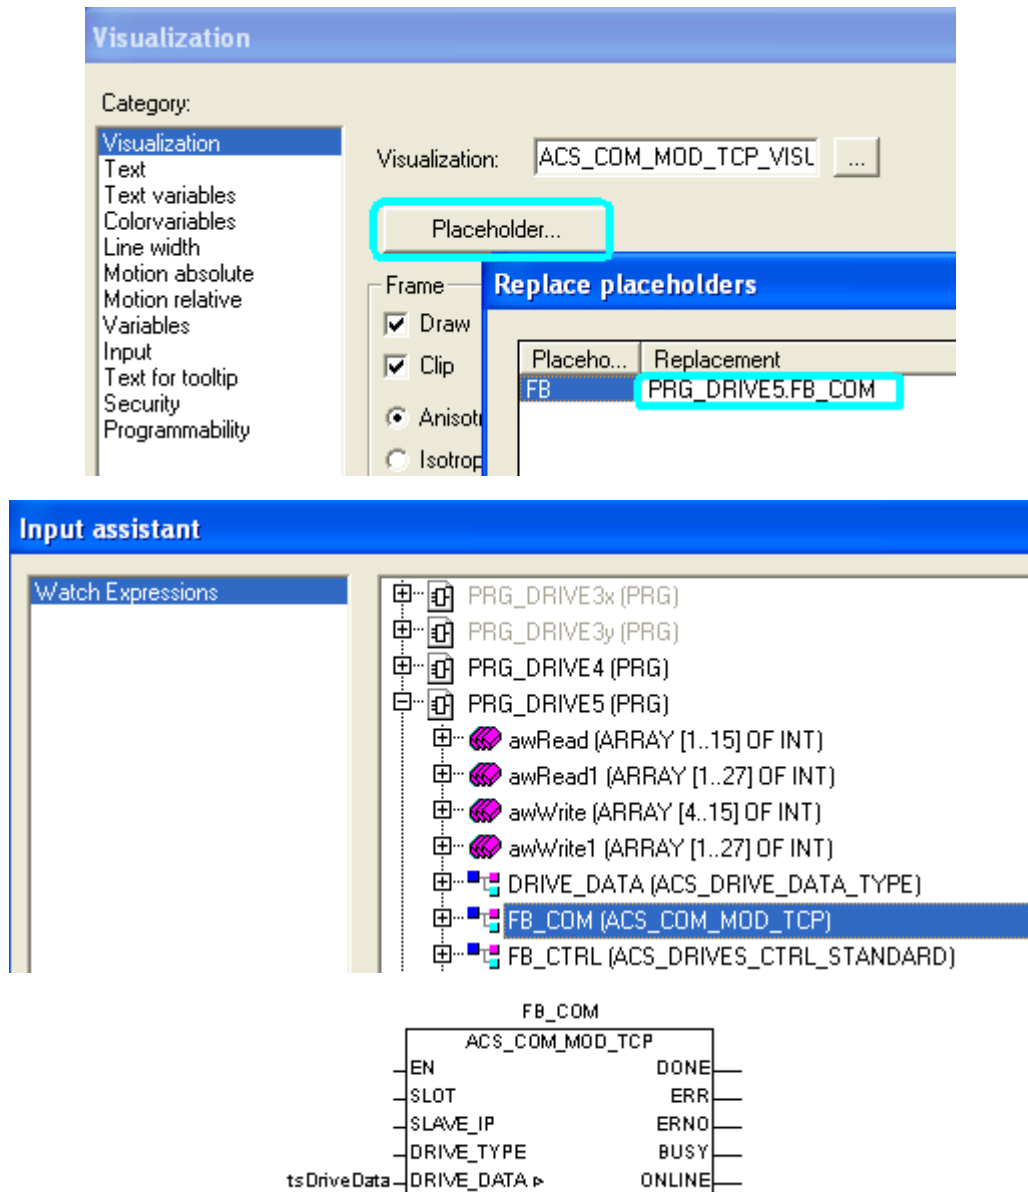 Visualization
Category:
Visualization
Text
Text variables
Colorvariables
Line width
Motion absolute
Motion relative
Variables
Input
Text for tooltip
Security
Programmability
Visualization: ACS_COM_MOD_TCP_VISL ...
Placeholder...
Frame
Draw
Clip
Anisoti
Isotrop
Replace placeholders
Placeho... Replacement
FB PRG_DRIVE5.FB_COM
Input assistant
Watch Expressions
PRG_DRIVE3x (PRG)
PRG_DRIVE3y (PRG)
PRG_DRIVE4 (PRG)
PRG_DRIVE5 (PRG)
awRead (ARRAY [1..15] OF INT)
awRead1 (ARRAY [1..27] OF INT)
awWrite (ARRAY [4..15] OF INT)
awWrite1 (ARRAY [1..27] OF INT)
DRIVE_DATA (ACS_DRIVE_DATA_TYPE)
FB_COM (ACS_COM_MOD_TCP)
FB_CTRL (ACS_DRIVES_CTRL_STANDARD)
FB_COM
ACS_COM_MOD_TCP
EN DONE
SLOT ERR
SLAVE_IP ERNO
DRIVE_TYPE BUSY
tsDriveData DRIVE_DATA ▹ ONLINE